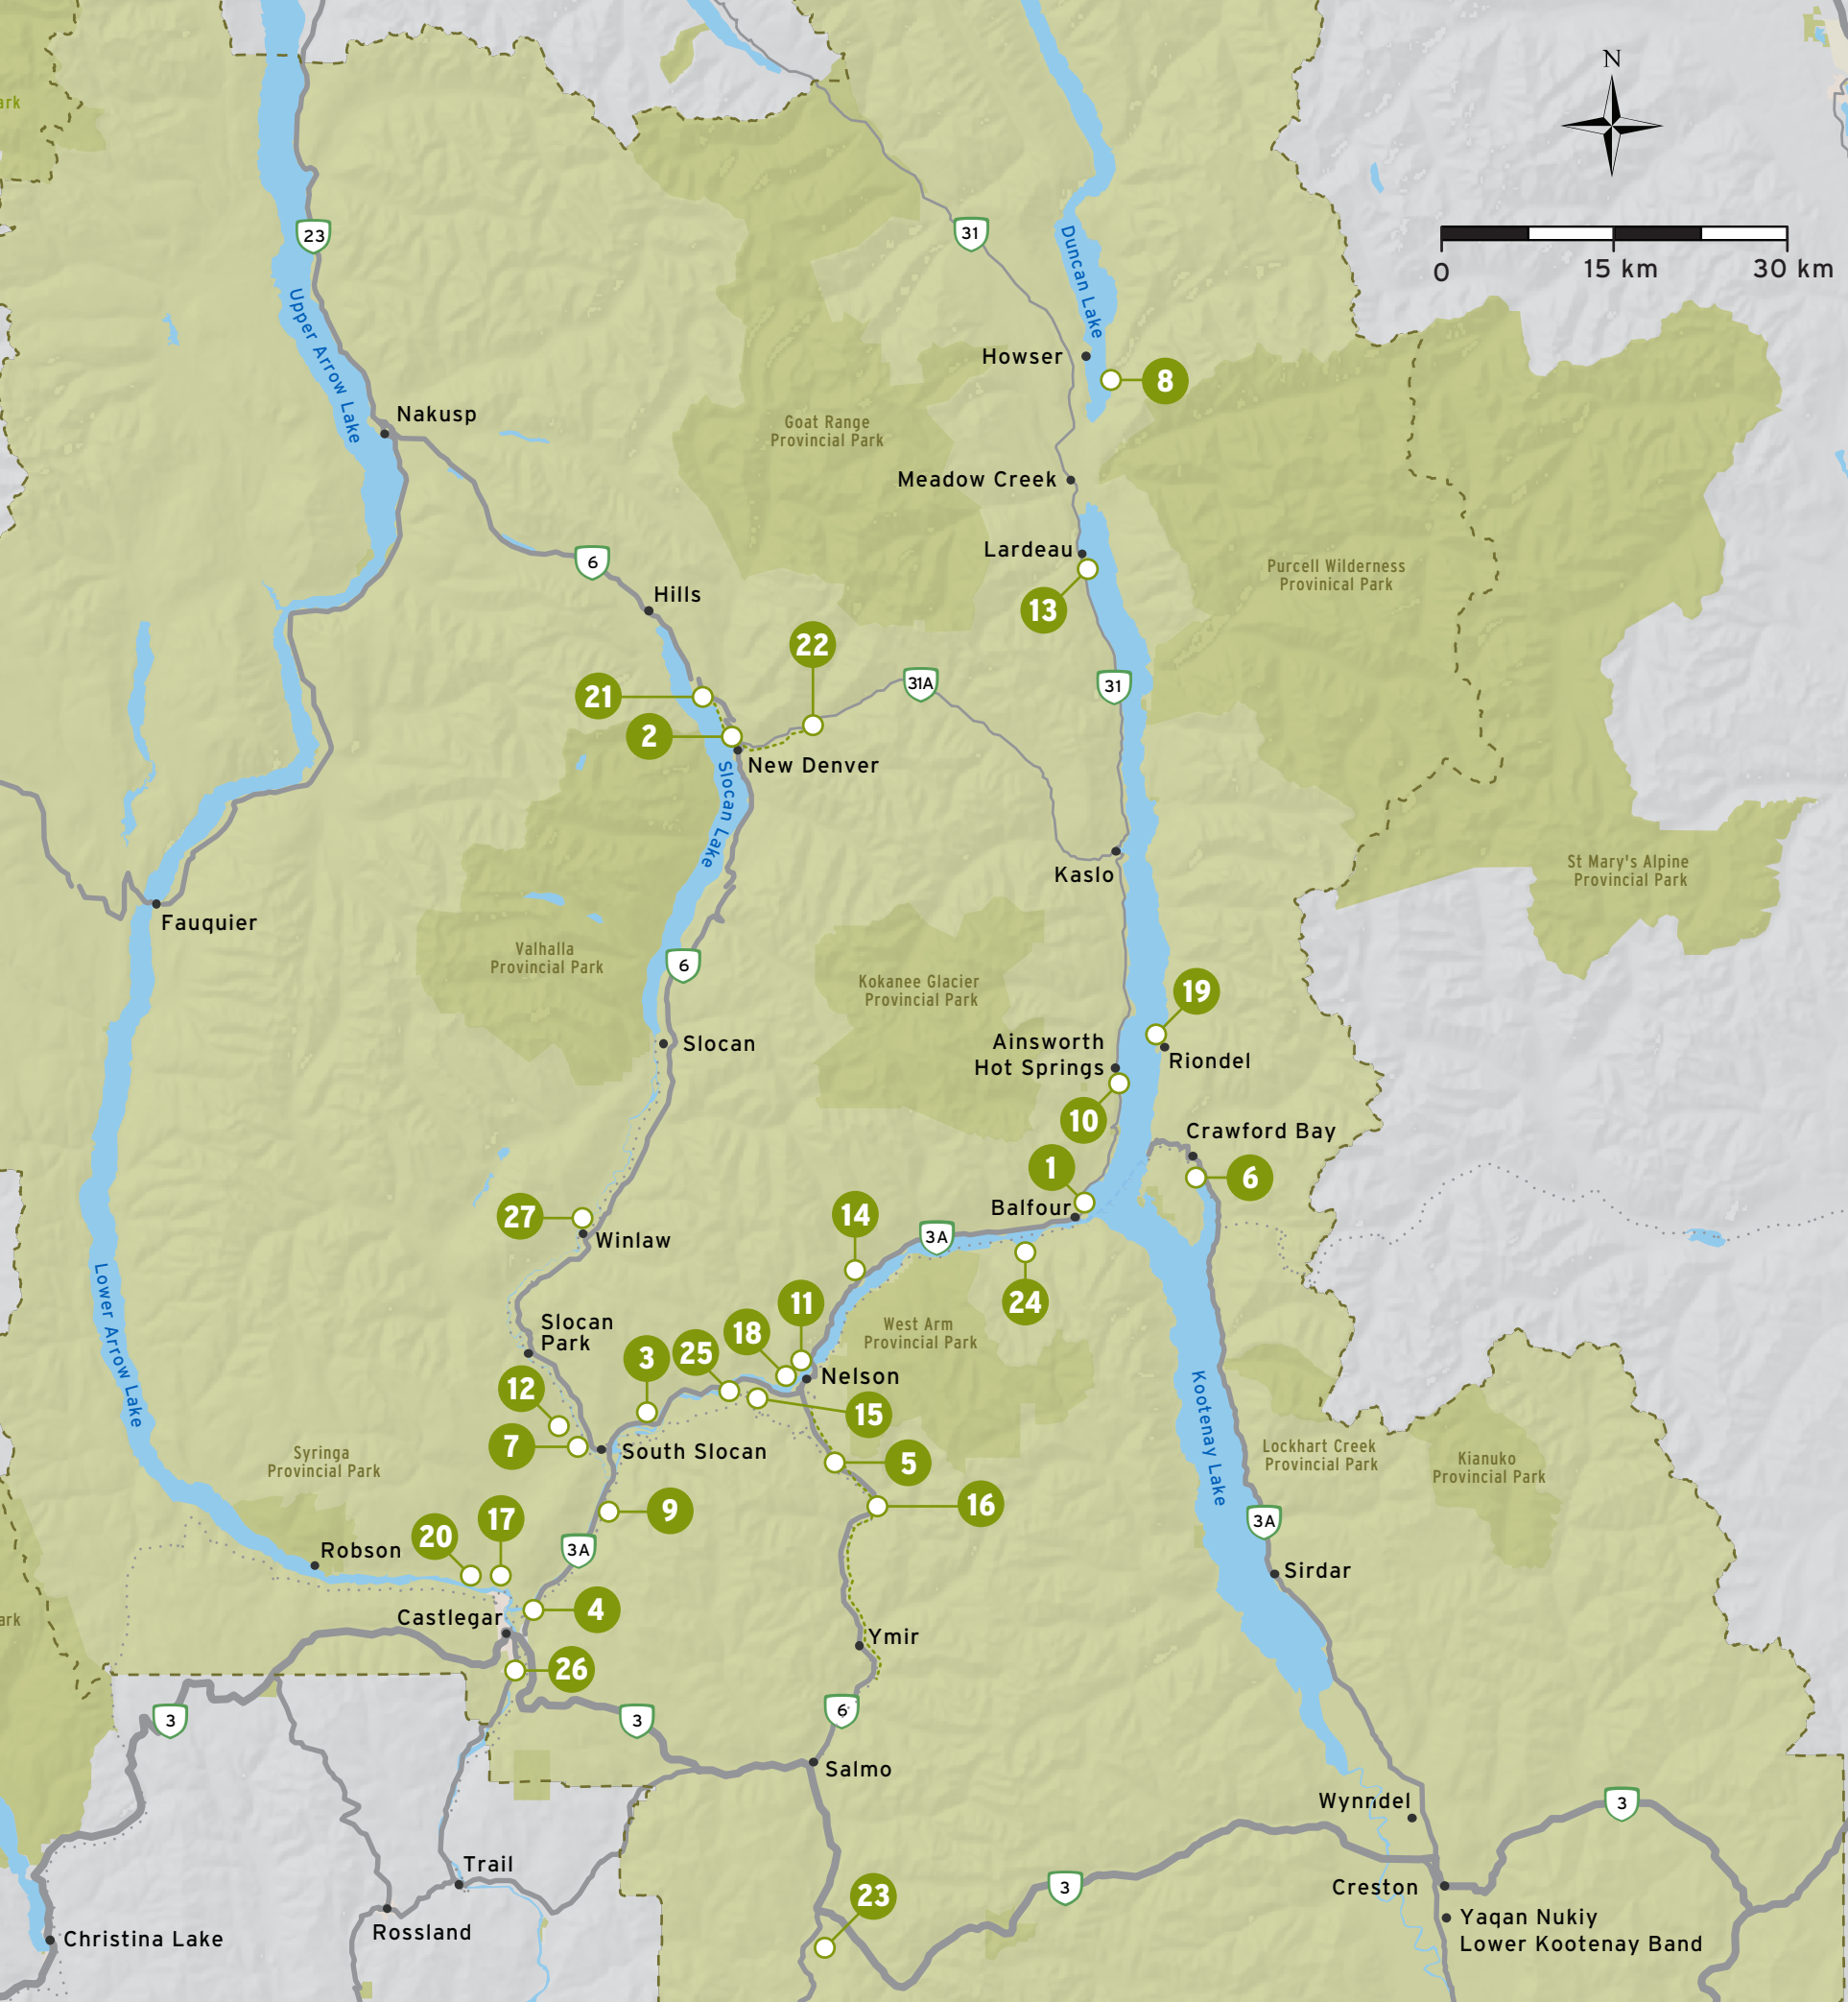 N
ark
23
31
0
15 km
30 km
Duncan Lake
Upper Arrow Lake
Howser
8
Nakusp
Goat Range
Provincial Park
Meadow Creek
Lardeau
6
13
Purcell Wilderness
Provinical Park
Hills
22
21
31A
31
2
New Denver
Slocan Lake
Kaslo
St Mary's Alpine
Provincial Park
Fauquier
Valhalla
Provincial Park
6
Kokanee Glacier
Provincial Park
19
Slocan
Ainsworth
Hot Springs
Riondel
10
Crawford Bay
1
6
Balfour
27
Winlaw
14
3A
24
Lower Arrow Lake
11
Slocan
Park
18
West Arm
Provincial Park
3
25
Nelson
12
15
Kootenay Lake
7
South Slocan
Syringa
Provincial Park
5
Lockhart Creek
Provincial Park
Kianuko
Provincial Park
9
16
17
20
3A
3A
Robson
Sirdar
4
Castlegar
ark
Ymir
26
3
3
6
Salmo
Wynndel
3
Trail
23
3
Creston
Rossland
Christina Lake
Yaqan Nukiy
Lower Kootenay Band